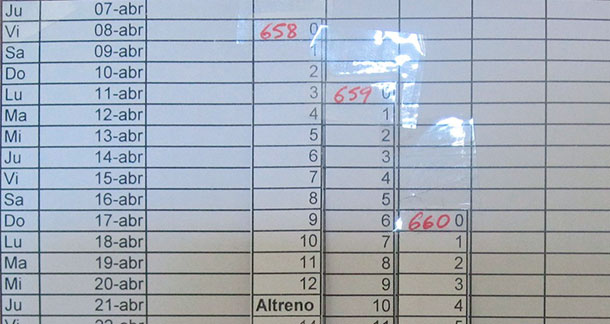 Ju 07-abr
Vi 08-abr 658 0
Sa 09-abr 1
Do 10-abr 2
Lu 11-abr 3 659 0
Ma 12-abr 4 1
Mi 13-abr 5 2
Ju 14-abr 6 3
Vi 15-abr 7 4
Sa 16-abr 8 5
Do 17-abr 9 6 660 0
Lu 18-abr 10 7 1
Ma 19-abr 11 8 2
Mi 20-abr 12 9 3
Ju 21-abr Altreno 10 4
Vi 22-abr